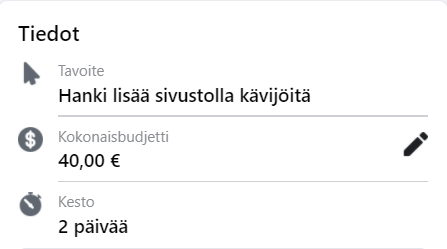 Tiedot
Tavoite
Hanki lisää sivustolla kävijöitä
Kokonaisbudjetti
40,00 €
Kesto
2 päivää